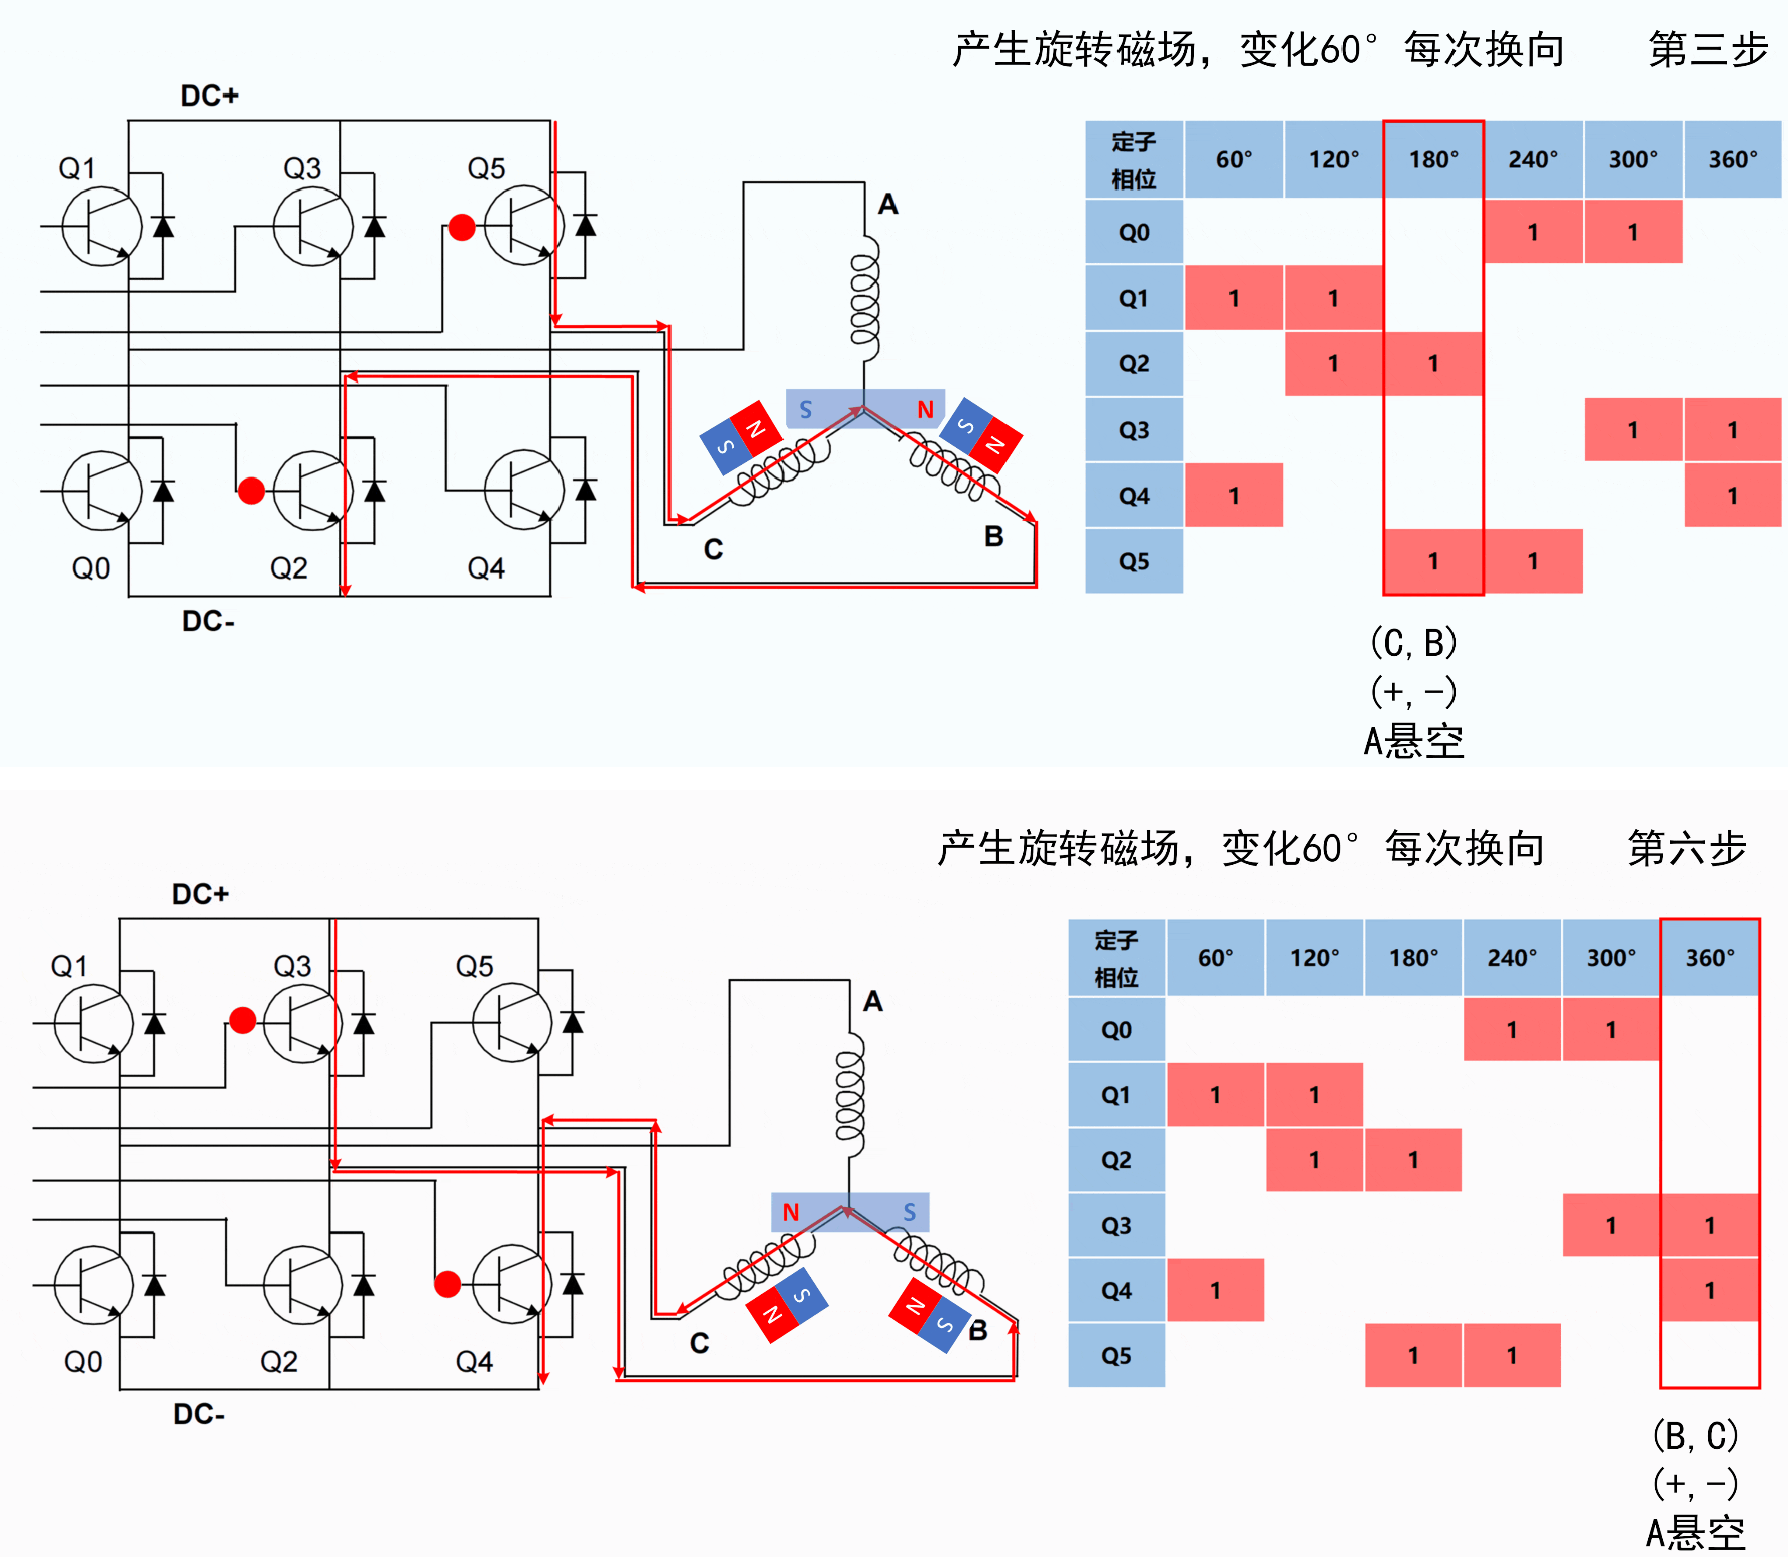 产生旋转磁场，变化60°每次换向 第三步
DC+
Q1 Q3 Q5
A
S N
S N S N
C B
Q0 Q2 Q4
DC-
定子相位 60° 120° 180° 240° 300° 360°
Q0 1 1
Q1 1 1
Q2 1 1
Q3 1 1
Q4 1 1
Q5 1 1
(C,B)
(+,-)
A悬空
产生旋转磁场，变化60°每次换向 第六步
DC+
Q1 Q3 Q5
A
N S
N S N S
C B
Q0 Q2 Q4
DC-
定子相位 60° 120° 180° 240° 300° 360°
Q0 1 1
Q1 1 1
Q2 1 1
Q3 1 1
Q4 1 1
Q5 1 1
(B,C)
(+,-)
A悬空